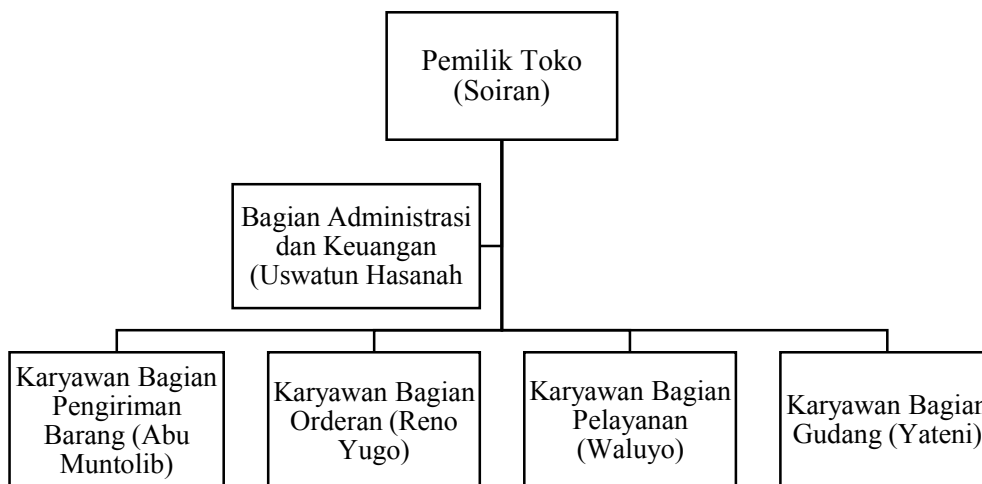 Pemilik Toko
(Soiran)
Bagian Administrasi
dan Keuangan
(Uswatun Hasanah
Karyawan Bagian
Pengiriman
Barang (Abu
Muntolib)
Karyawan Bagian
Orderan (Reno
Yugo)
Karyawan Bagian
Pelayanan
(Waluyo)
Karyawan Bagian
Gudang (Yateni)